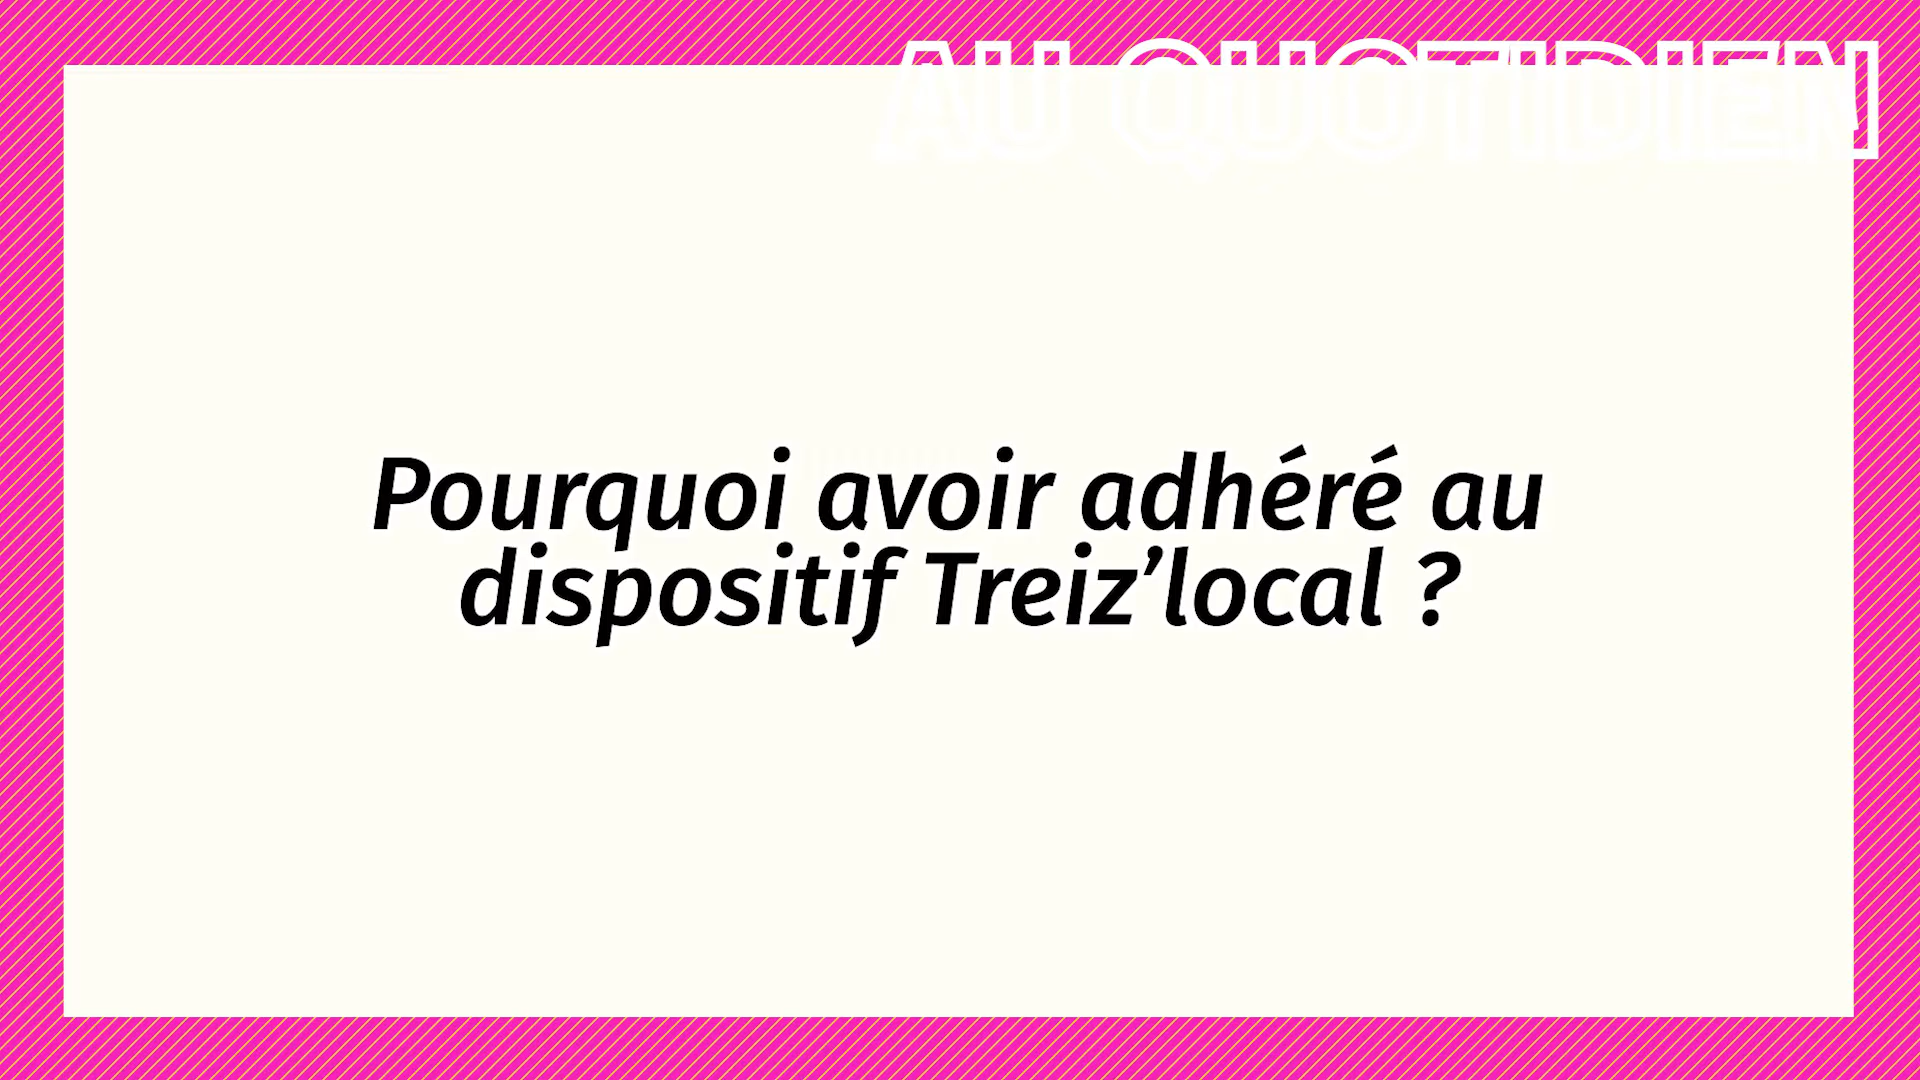 AU QUOTIDIEN
Pourquoi avoir adhéré au
dispositif Treiz’local ?